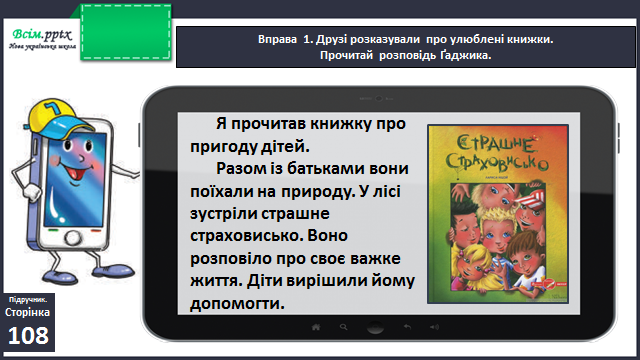 Всім.pptx
Нова українська школа
Вправа 1. Друзі розказували про улюблені книжки.
Прочитай розповідь Ґаджика.
Я прочитав книжку про
пригоду дітей.
Разом із батьками вони
поїхали на природу. У лісі
зустріли страшне
страховисько. Воно
розповіло про своє важке
життя. Діти вирішили йому
допомогти.
СТРАШНЕ
СТРАХОВИСЬКО
Підручник.
Сторінка
108